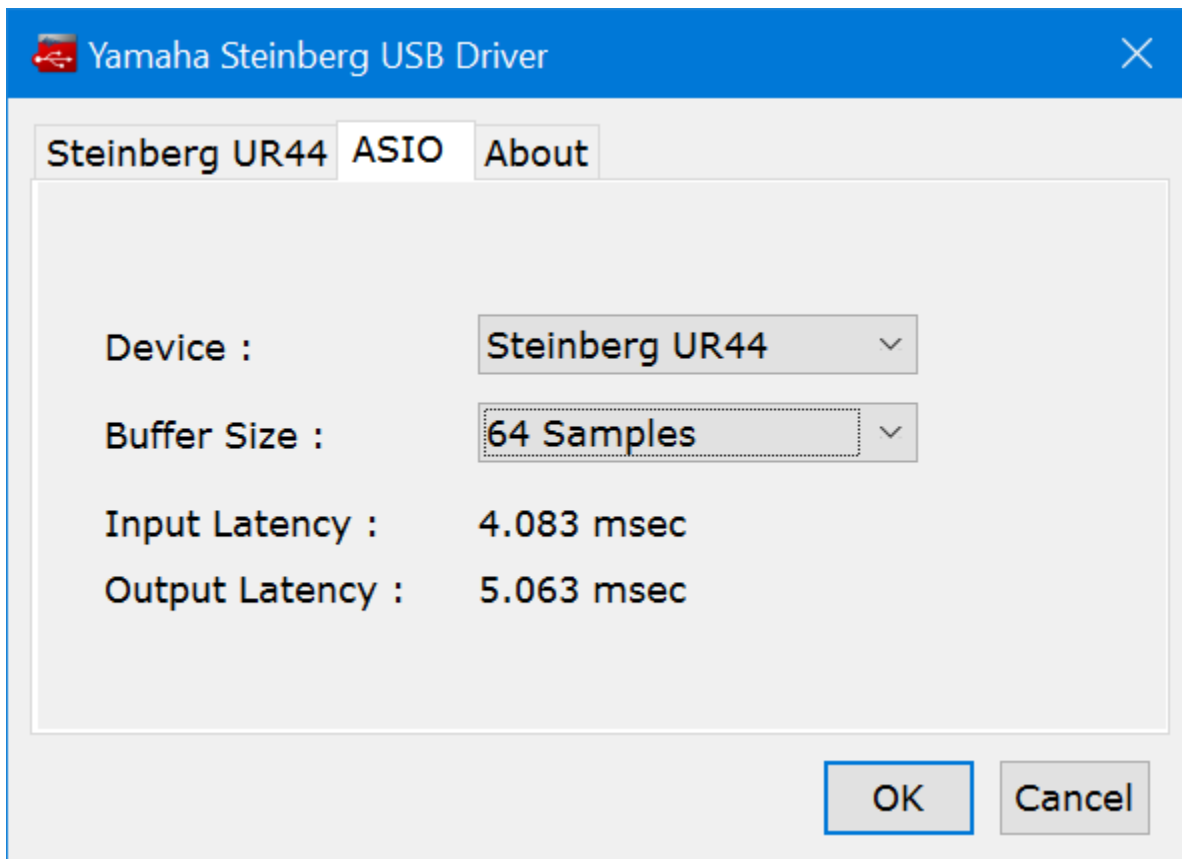 Yamaha Steinberg USB Driver
Steinberg UR44 ASIO About
Device : Steinberg UR44
Buffer Size : 64 Samples
Input Latency : 4.083 msec
Output Latency : 5.063 msec
OK Cancel